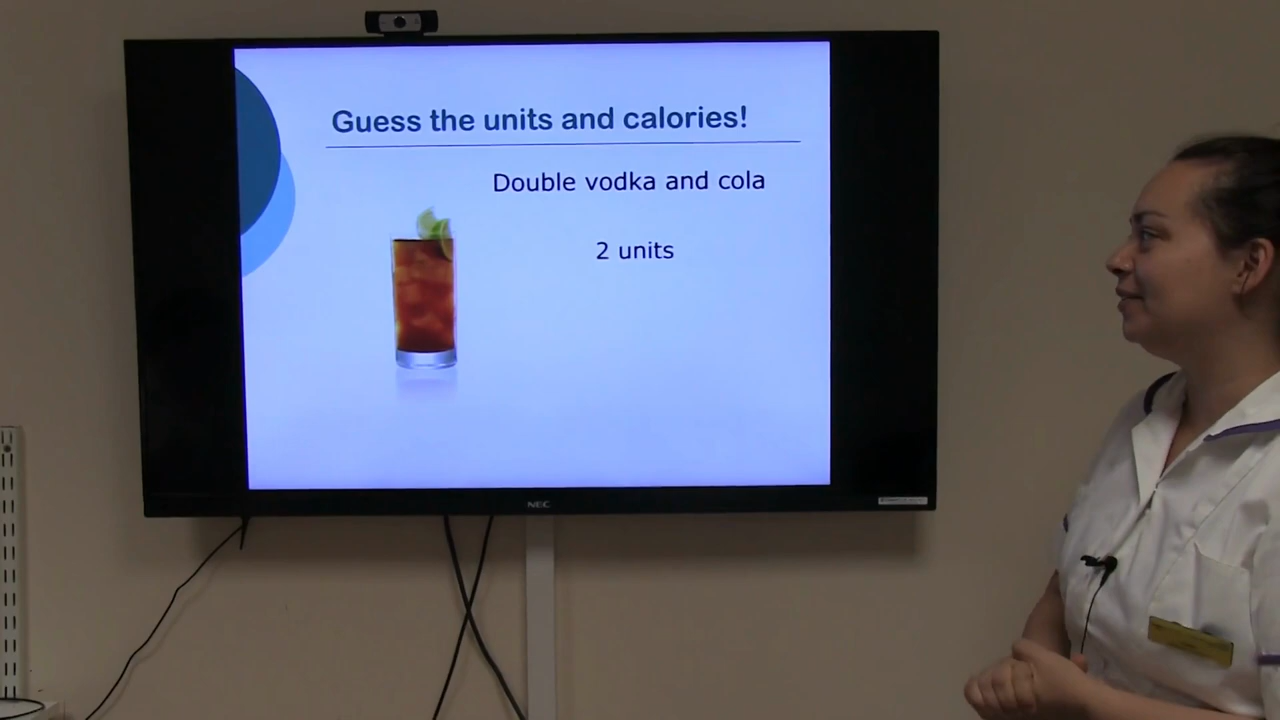 Guess the units and calories!
Double vodka and cola
2 units
NEC